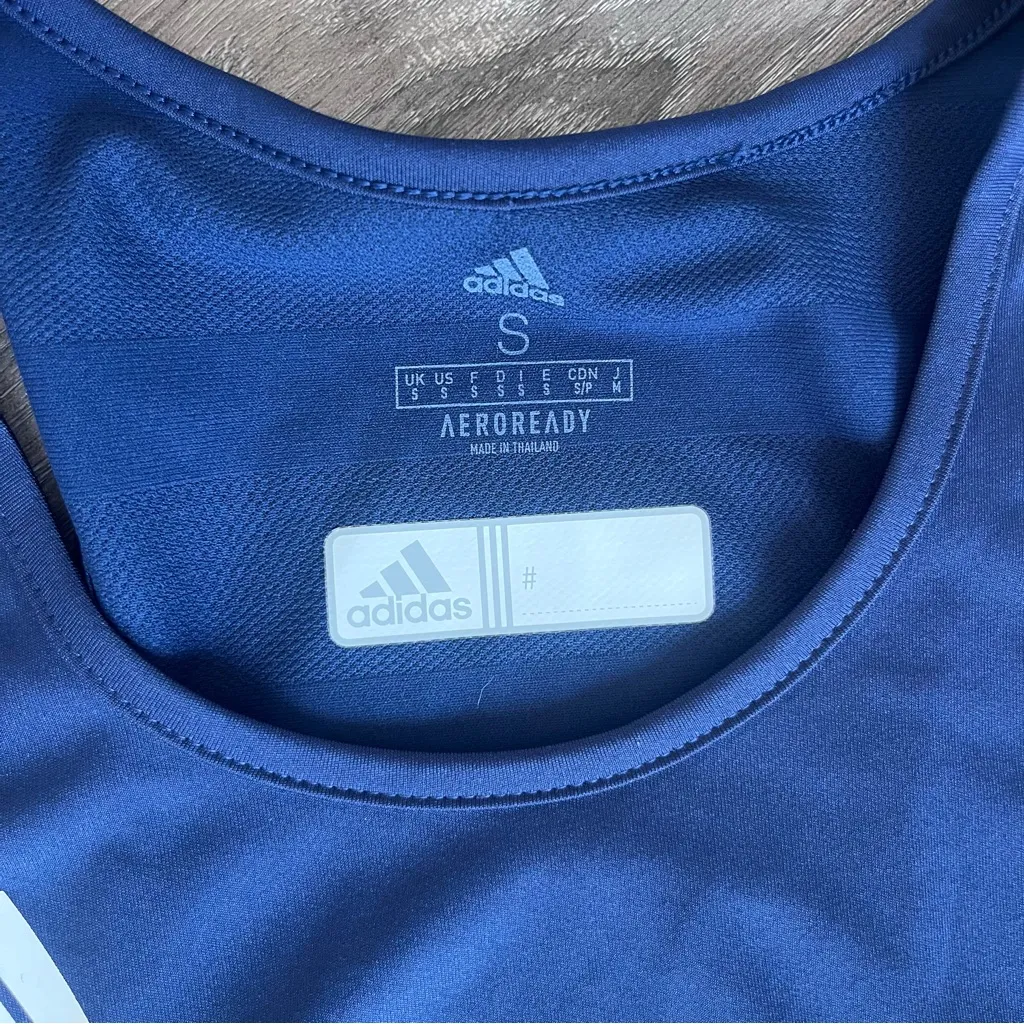 adidas
S
UK US F D I E CDN J
S S S S S S S/P M
AEROREADY
MADE IN THAILAND
adidas #